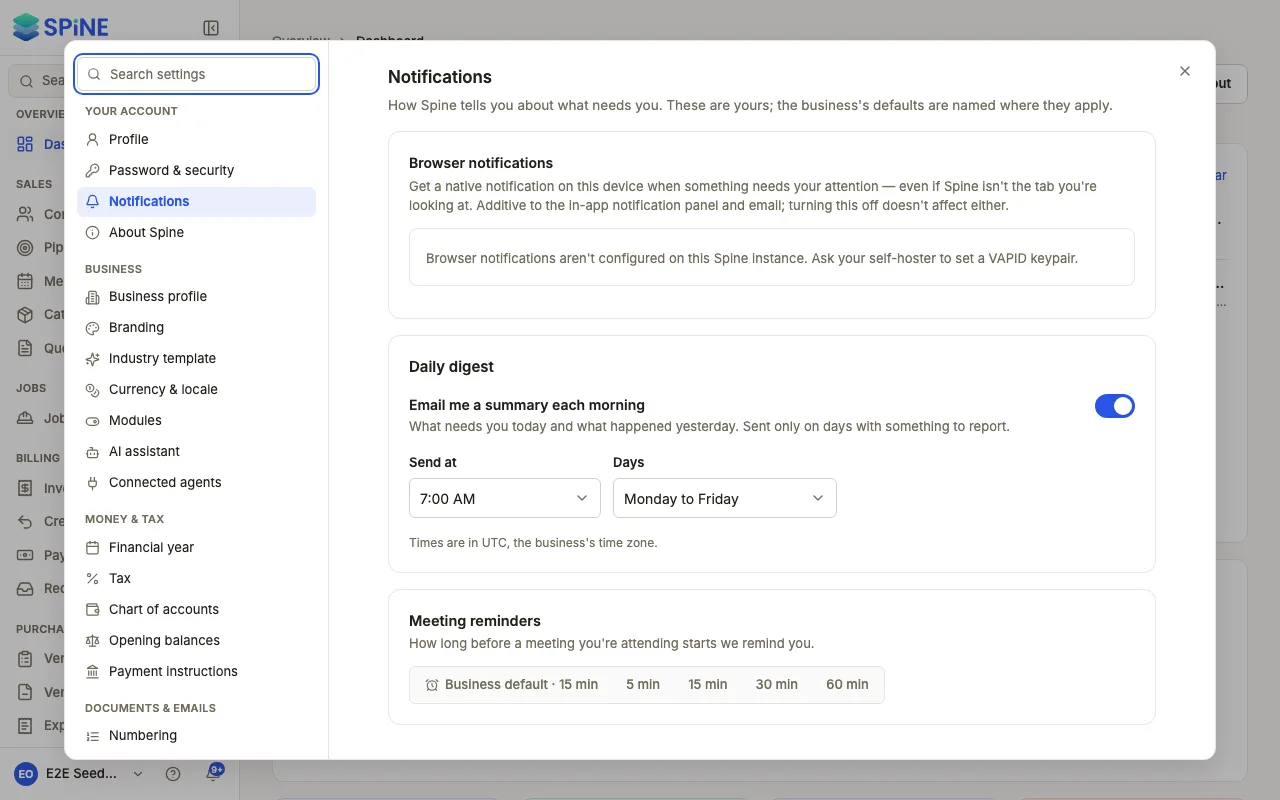 SPiNE
Overview > Dashboard
Search settings
YOUR ACCOUNT
Profile
Password & security
Notifications
About Spine
BUSINESS
Business profile
Branding
Industry template
Currency & locale
Modules
AI assistant
Connected agents
MONEY & TAX
Financial year
Tax
Chart of accounts
Opening balances
Payment instructions
DOCUMENTS & EMAILS
Numbering
Notifications
How Spine tells you about what needs you. These are yours; the business's defaults are named where they apply.
Browser notifications
Get a native notification on this device when something needs your attention — even if Spine isn't the tab you're
looking at. Additive to the in-app notification panel and email; turning this off doesn't affect either.
Browser notifications aren't configured on this Spine instance. Ask your self-hoster to set a VAPID keypair.
Daily digest
Email me a summary each morning
What needs you today and what happened yesterday. Sent only on days with something to report.
Send at
Days
7:00 AM
Monday to Friday
Times are in UTC, the business's time zone.
Meeting reminders
How long before a meeting you're attending starts we remind you.
Business default · 15 min
5 min
15 min
30 min
60 min
SALES
JOBS
BILLING
EO
E2E Seed...
9+